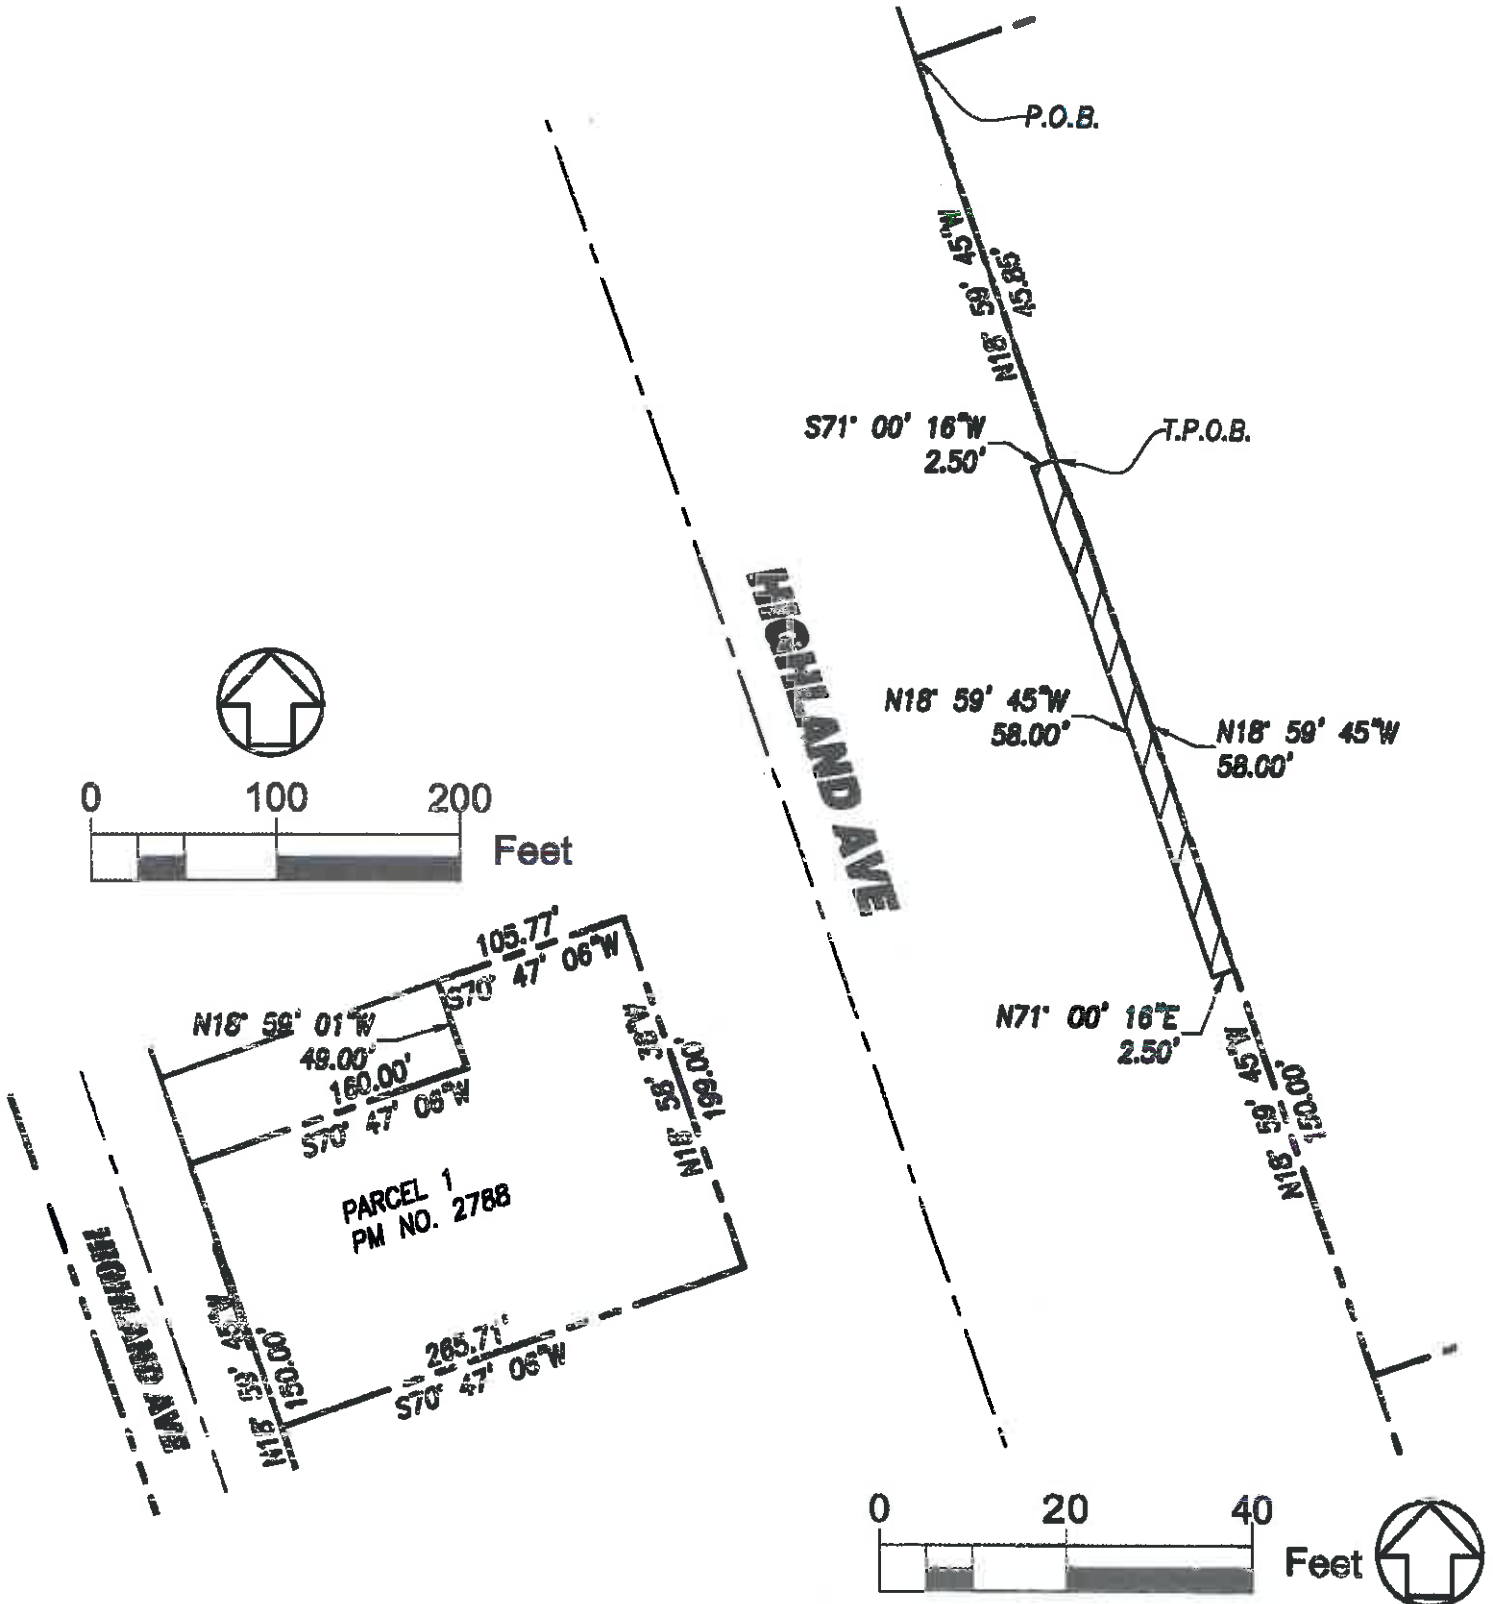 P.O.B.
N18° 59' 45"W
45.85'
S71° 00' 16"W
2.50'
T.P.O.B.
HIGHLAND AVE
N18° 59' 45"W
58.00'
N18° 59' 45"W
58.00'
0 100 200
Feet
105.77'
S70° 47' 06"W
N18° 59' 01"W
49.00'
160.00'
S70° 47' 06"W
N18° 58' 36"W
199.00'
N71° 00' 16"E
2.50'
N18° 59' 45"W
150.00'
PARCEL 1
PM NO. 2788
HIGHLAND AVE
N18° 59' 45"W
150.00'
265.71'
S70° 47' 06"W
0 20 40
Feet